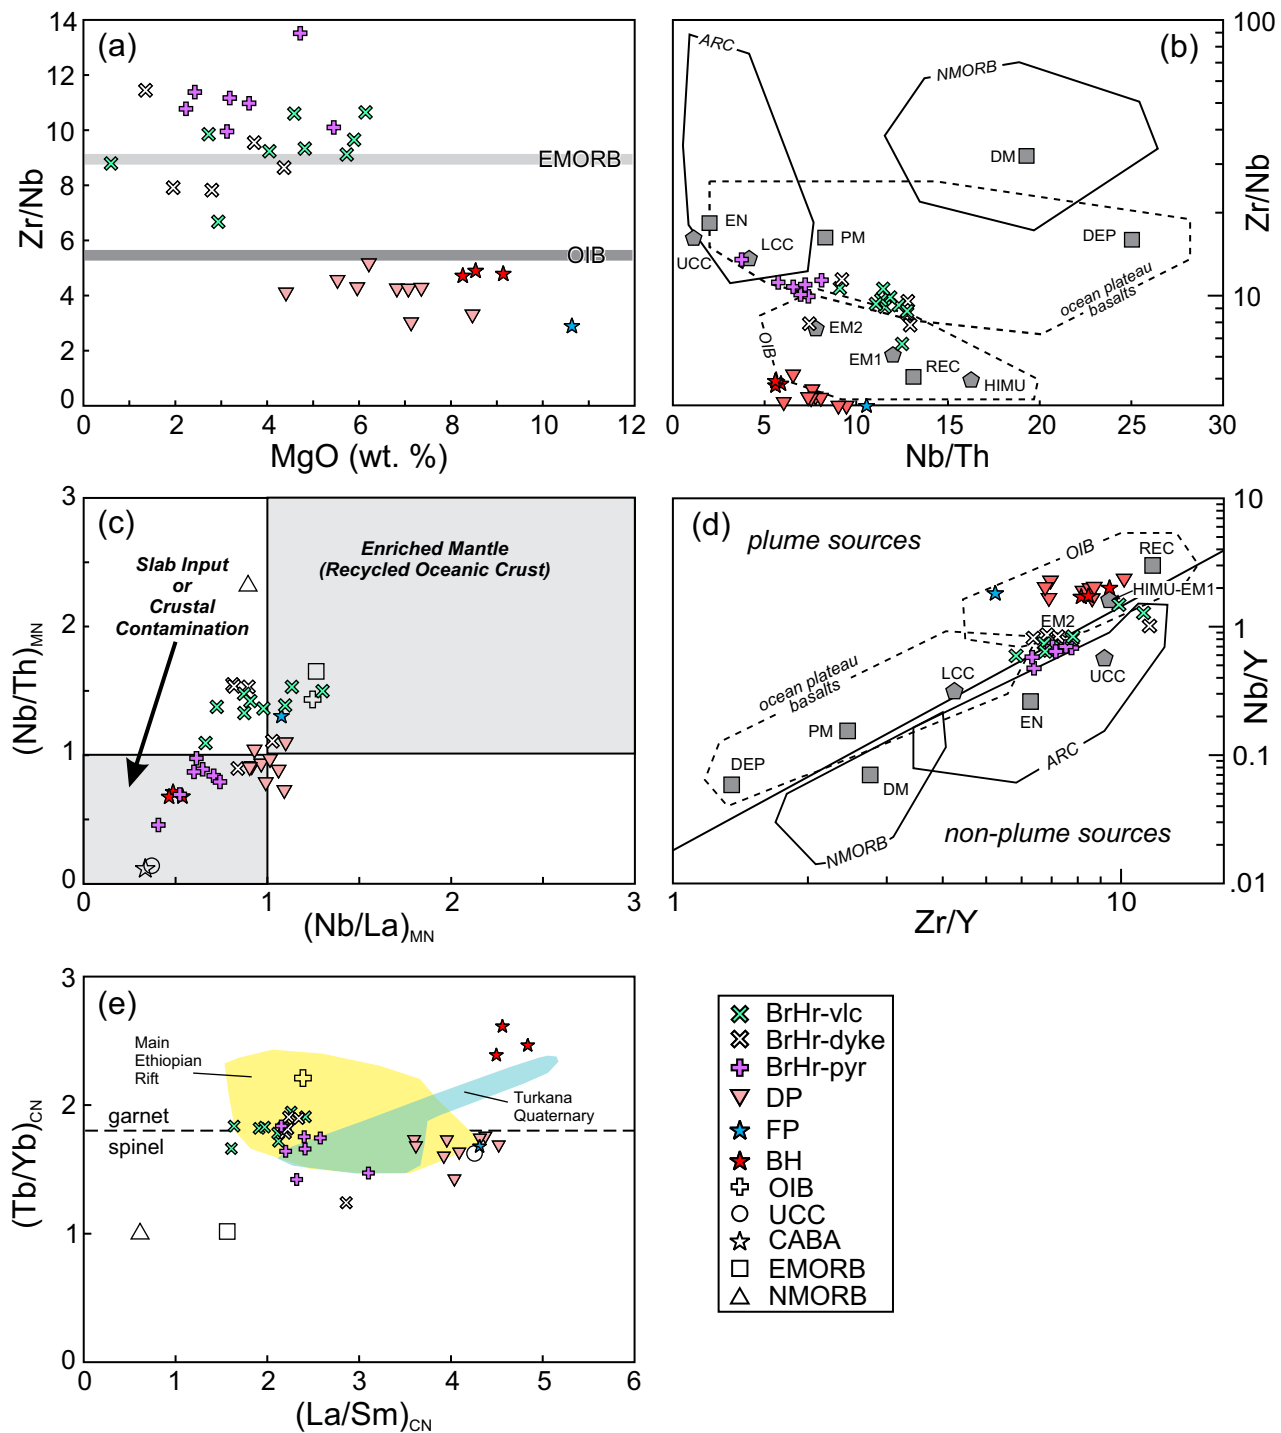 (a)
14
12
10
8
6
4
2
0
Zr/Nb
EMORB
OIB
0
2
4
6
8
10
12
MgO (wt. %)
(b)
100
10
Zr/Nb
ARC
NMORB
DM
EN
LCC
UCC
PM
DEP
ocean plateau
basalts
OIB
EM2
EM1
REC
HIMU
0
5
10
15
20
25
30
Nb/Th
(c)
3
2
1
0
(Nb/Th)MN
Slab Input
or
Crustal
Contamination
Enriched Mantle
(Recycled Oceanic Crust)
0
1
2
3
(Nb/La)MN
(d)
plume sources
OIB
REC
HIMU-EM1
EM2
ocean plateau
basalts
LCC
UCC
EN
PM
DEP
DM
ARC
NMORB
non-plume sources
10
1
0.1
.01
Nb/Y
1
10
Zr/Y
(e)
3
2
1
0
(Tb/Yb)CN
Main
Ethiopian
Rift
garnet
spinel
Turkana
Quaternary
0
1
2
3
4
5
6
(La/Sm)CN
BrHr-vlc
BrHr-dyke
BrHr-pyr
DP
FP
BH
OIB
UCC
CABA
EMORB
NMORB